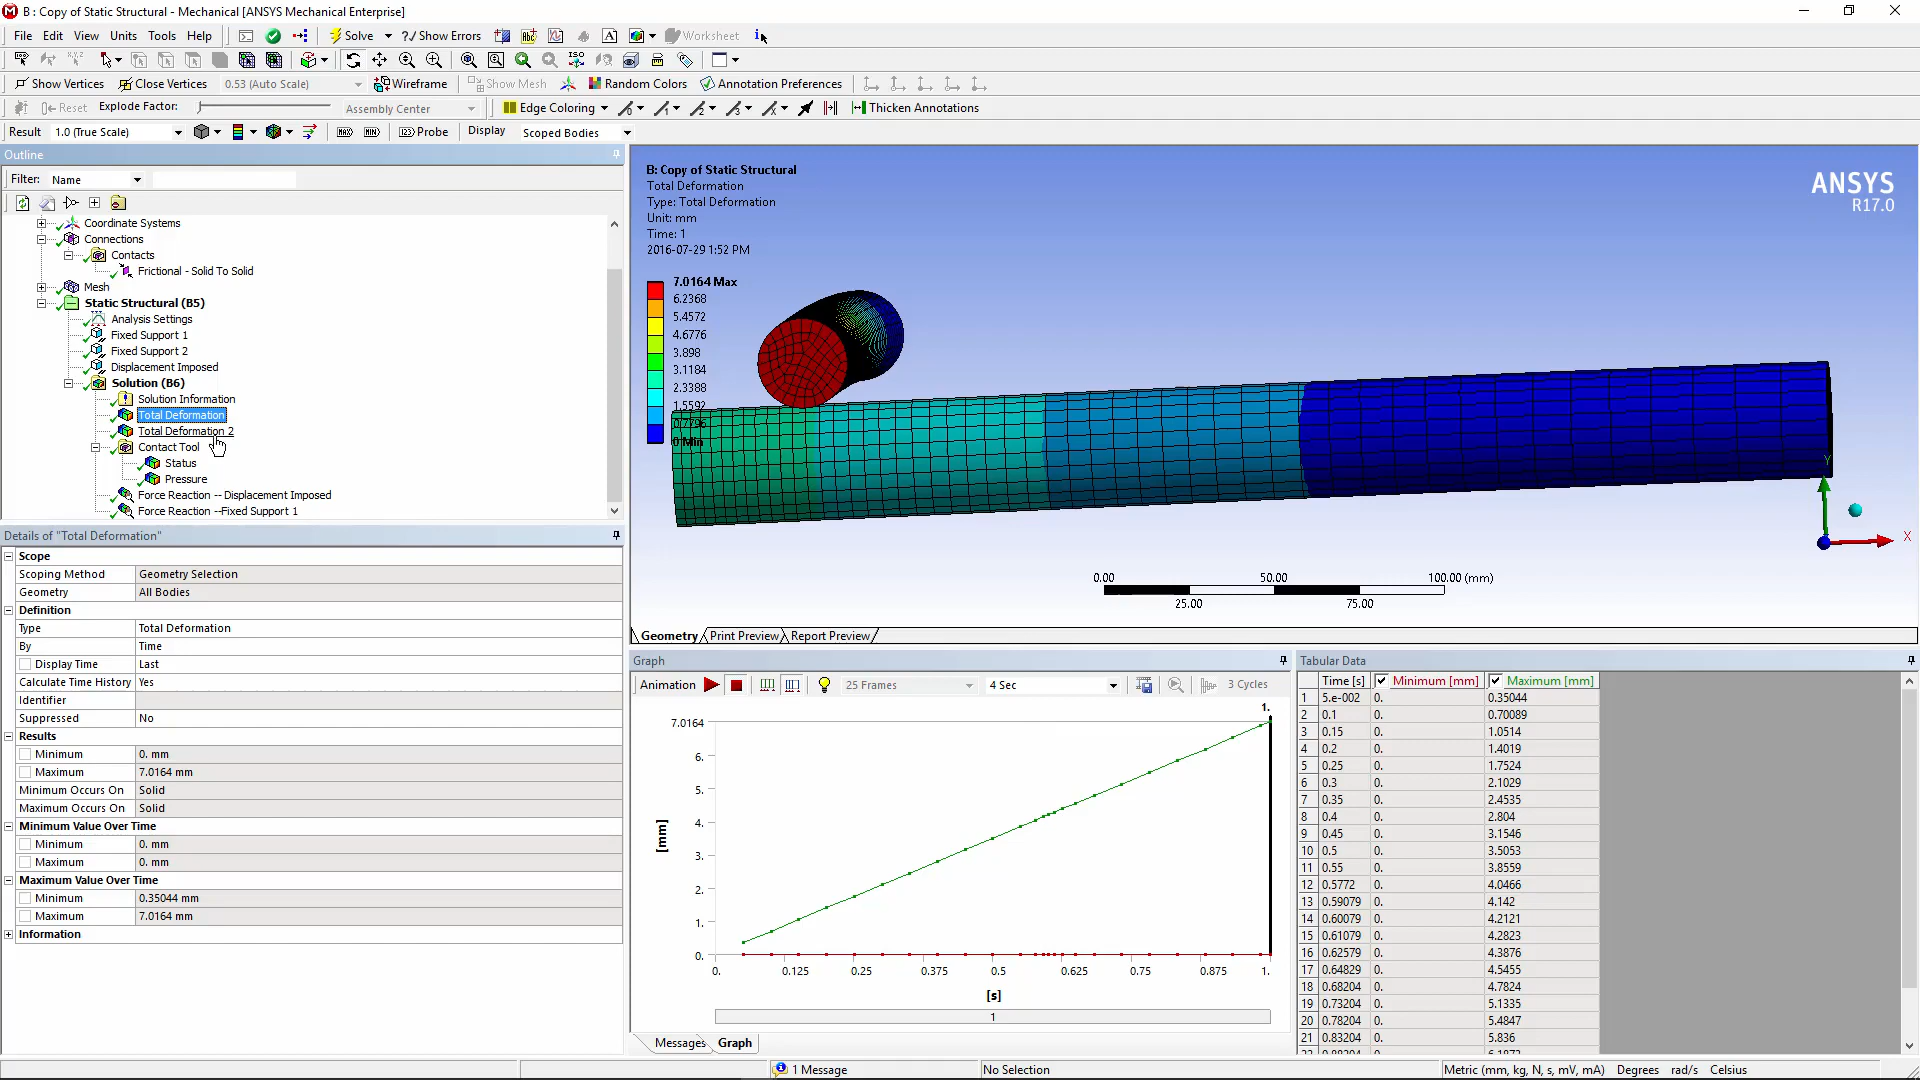 B : Copy of Static Structural - Mechanical [ANSYS Mechanical Enterprise]
File Edit View Units Tools Help Solve ?/ Show Errors Worksheet
Show Vertices Close Vertices 0.53 (Auto Scale) Wireframe Show Mesh Random Colors Annotation Preferences
Reset Explode Factor: Assembly Center Edge Coloring Thicken Annotations
Result 1.0 (True Scale) MAX MIN Probe Display Scoped Bodies
Outline
Filter: Name
Coordinate Systems
Connections
Contacts
Frictional - Solid To Solid
Mesh
Static Structural (B5)
Analysis Settings
Fixed Support 1
Fixed Support 2
Displacement Imposed
Solution (B6)
Solution Information
Total Deformation
Total Deformation 2
Contact Tool
Status
Pressure
Force Reaction -- Displacement Imposed
Force Reaction --Fixed Support 1
Details of "Total Deformation"
Scope
Scoping Method Geometry Selection
Geometry All Bodies
Definition
Type Total Deformation
By Time
Display Time Last
Calculate Time History Yes
Identifier
Suppressed No
Results
Minimum 0. mm
Maximum 7.0164 mm
Minimum Occurs On Solid
Maximum Occurs On Solid
Minimum Value Over Time
Minimum 0. mm
Maximum 0. mm
Maximum Value Over Time
Minimum 0.35044 mm
Maximum 7.0164 mm
Information
B: Copy of Static Structural
Total Deformation
Type: Total Deformation
Unit: mm
Time: 1
2016-07-29 1:52 PM
7.0164 Max
6.2368
5.4572
4.6776
3.898
3.1184
2.3388
1.5592
0.7796
0 Min
ANSYS
R17.0
Y
X
0.00 50.00 100.00 (mm)
25.00 75.00
Geometry Print Preview Report Preview
Graph
Animation 25 Frames 4 Sec 3 Cycles
1.
7.0164
6.
5.
4.
3.
2.
1.
0.
[mm]
0. 0.125 0.25 0.375 0.5 0.625 0.75 0.875 1.
[s]
1
Messages Graph
Tabular Data
Time [s] Minimum [mm] Maximum [mm]
1 5.e-002 0. 0.35044
2 0.1 0. 0.70089
3 0.15 0. 1.0514
4 0.2 0. 1.4019
5 0.25 0. 1.7524
6 0.3 0. 2.1029
7 0.35 0. 2.4535
8 0.4 0. 2.804
9 0.45 0. 3.1546
10 0.5 0. 3.5053
11 0.55 0. 3.8559
12 0.5772 0. 4.0466
13 0.59079 0. 4.142
14 0.60079 0. 4.2121
15 0.61079 0. 4.2823
16 0.62579 0. 4.3876
17 0.64829 0. 4.5455
18 0.68204 0. 4.7824
19 0.73204 0. 5.1335
20 0.78204 0. 5.4847
21 0.83204 0. 5.836
1 Message No Selection Metric (mm, kg, N, s, mV, mA) Degrees rad/s Celsius